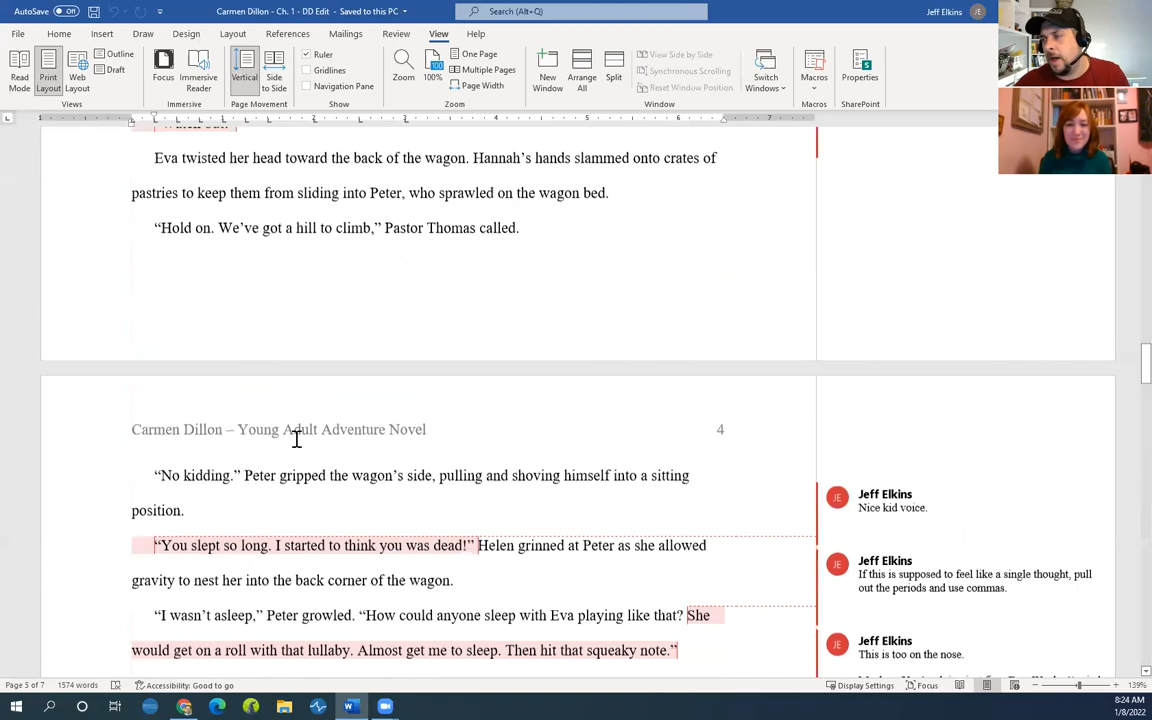 AutoSave Off Carmen Dillon - Ch. 1 - DD Edit - Saved to this PC Search (Alt+Q) Jeff Elkins JE
File Home Insert Draw Design Layout References Mailings Review View Help
Read Mode Print Layout Web Layout Outline Draft Views
Focus Immersive Reader Immersive
Vertical Side to Side Page Movement
Ruler Gridlines Navigation Pane Show
Zoom 100% One Page Multiple Pages Page Width Zoom
New Window Arrange All Split View Side by Side Synchronous Scrolling Reset Window Position Switch Windows Window
Macros Macros
Properties SharePoint
1 1 2 3 4 5 6 7
Eva twisted her head toward the back of the wagon. Hannah’s hands slammed onto crates of
pastries to keep them from sliding into Peter, who sprawled on the wagon bed.
“Hold on. We’ve got a hill to climb,” Pastor Thomas called.
Carmen Dillon – Young Adult Adventure Novel 4
“No kidding.” Peter gripped the wagon’s side, pulling and shoving himself into a sitting
position.
“You slept so long. I started to think you was dead!” Helen grinned at Peter as she allowed
gravity to nest her into the back corner of the wagon.
“I wasn’t asleep,” Peter growled. “How could anyone sleep with Eva playing like that? She
would get on a roll with that lullaby. Almost get me to sleep. Then hit that squeaky note.”
JE Jeff Elkins
Nice kid voice.
JE Jeff Elkins
If this is supposed to feel like a single thought, pull
out the periods and use commas.
JE Jeff Elkins
This is too on the nose.
Page 5 of 7 1574 words Accessibility: Good to go Display Settings Focus 139%
8:24 AM
1/8/2022